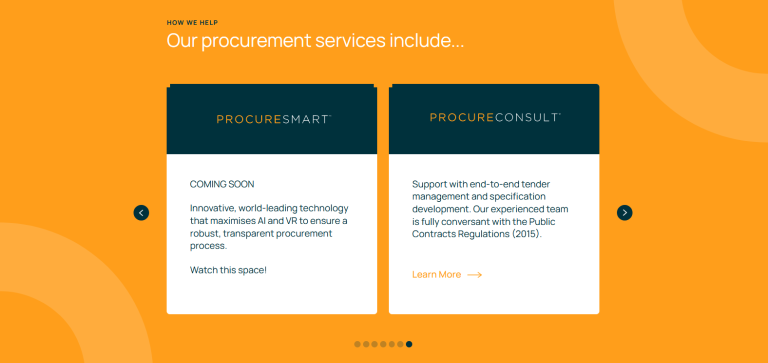 HOW WE HELP
Our procurement services include...
PROCURESMART™
COMING SOON
Innovative, world-leading technology
that maximises AI and VR to ensure a
robust, transparent procurement
process.
Watch this space!
PROCURECONSULT™
Support with end-to-end tender
management and specification
development. Our experienced team
is fully conversant with the Public
Contracts Regulations (2015).
Learn More